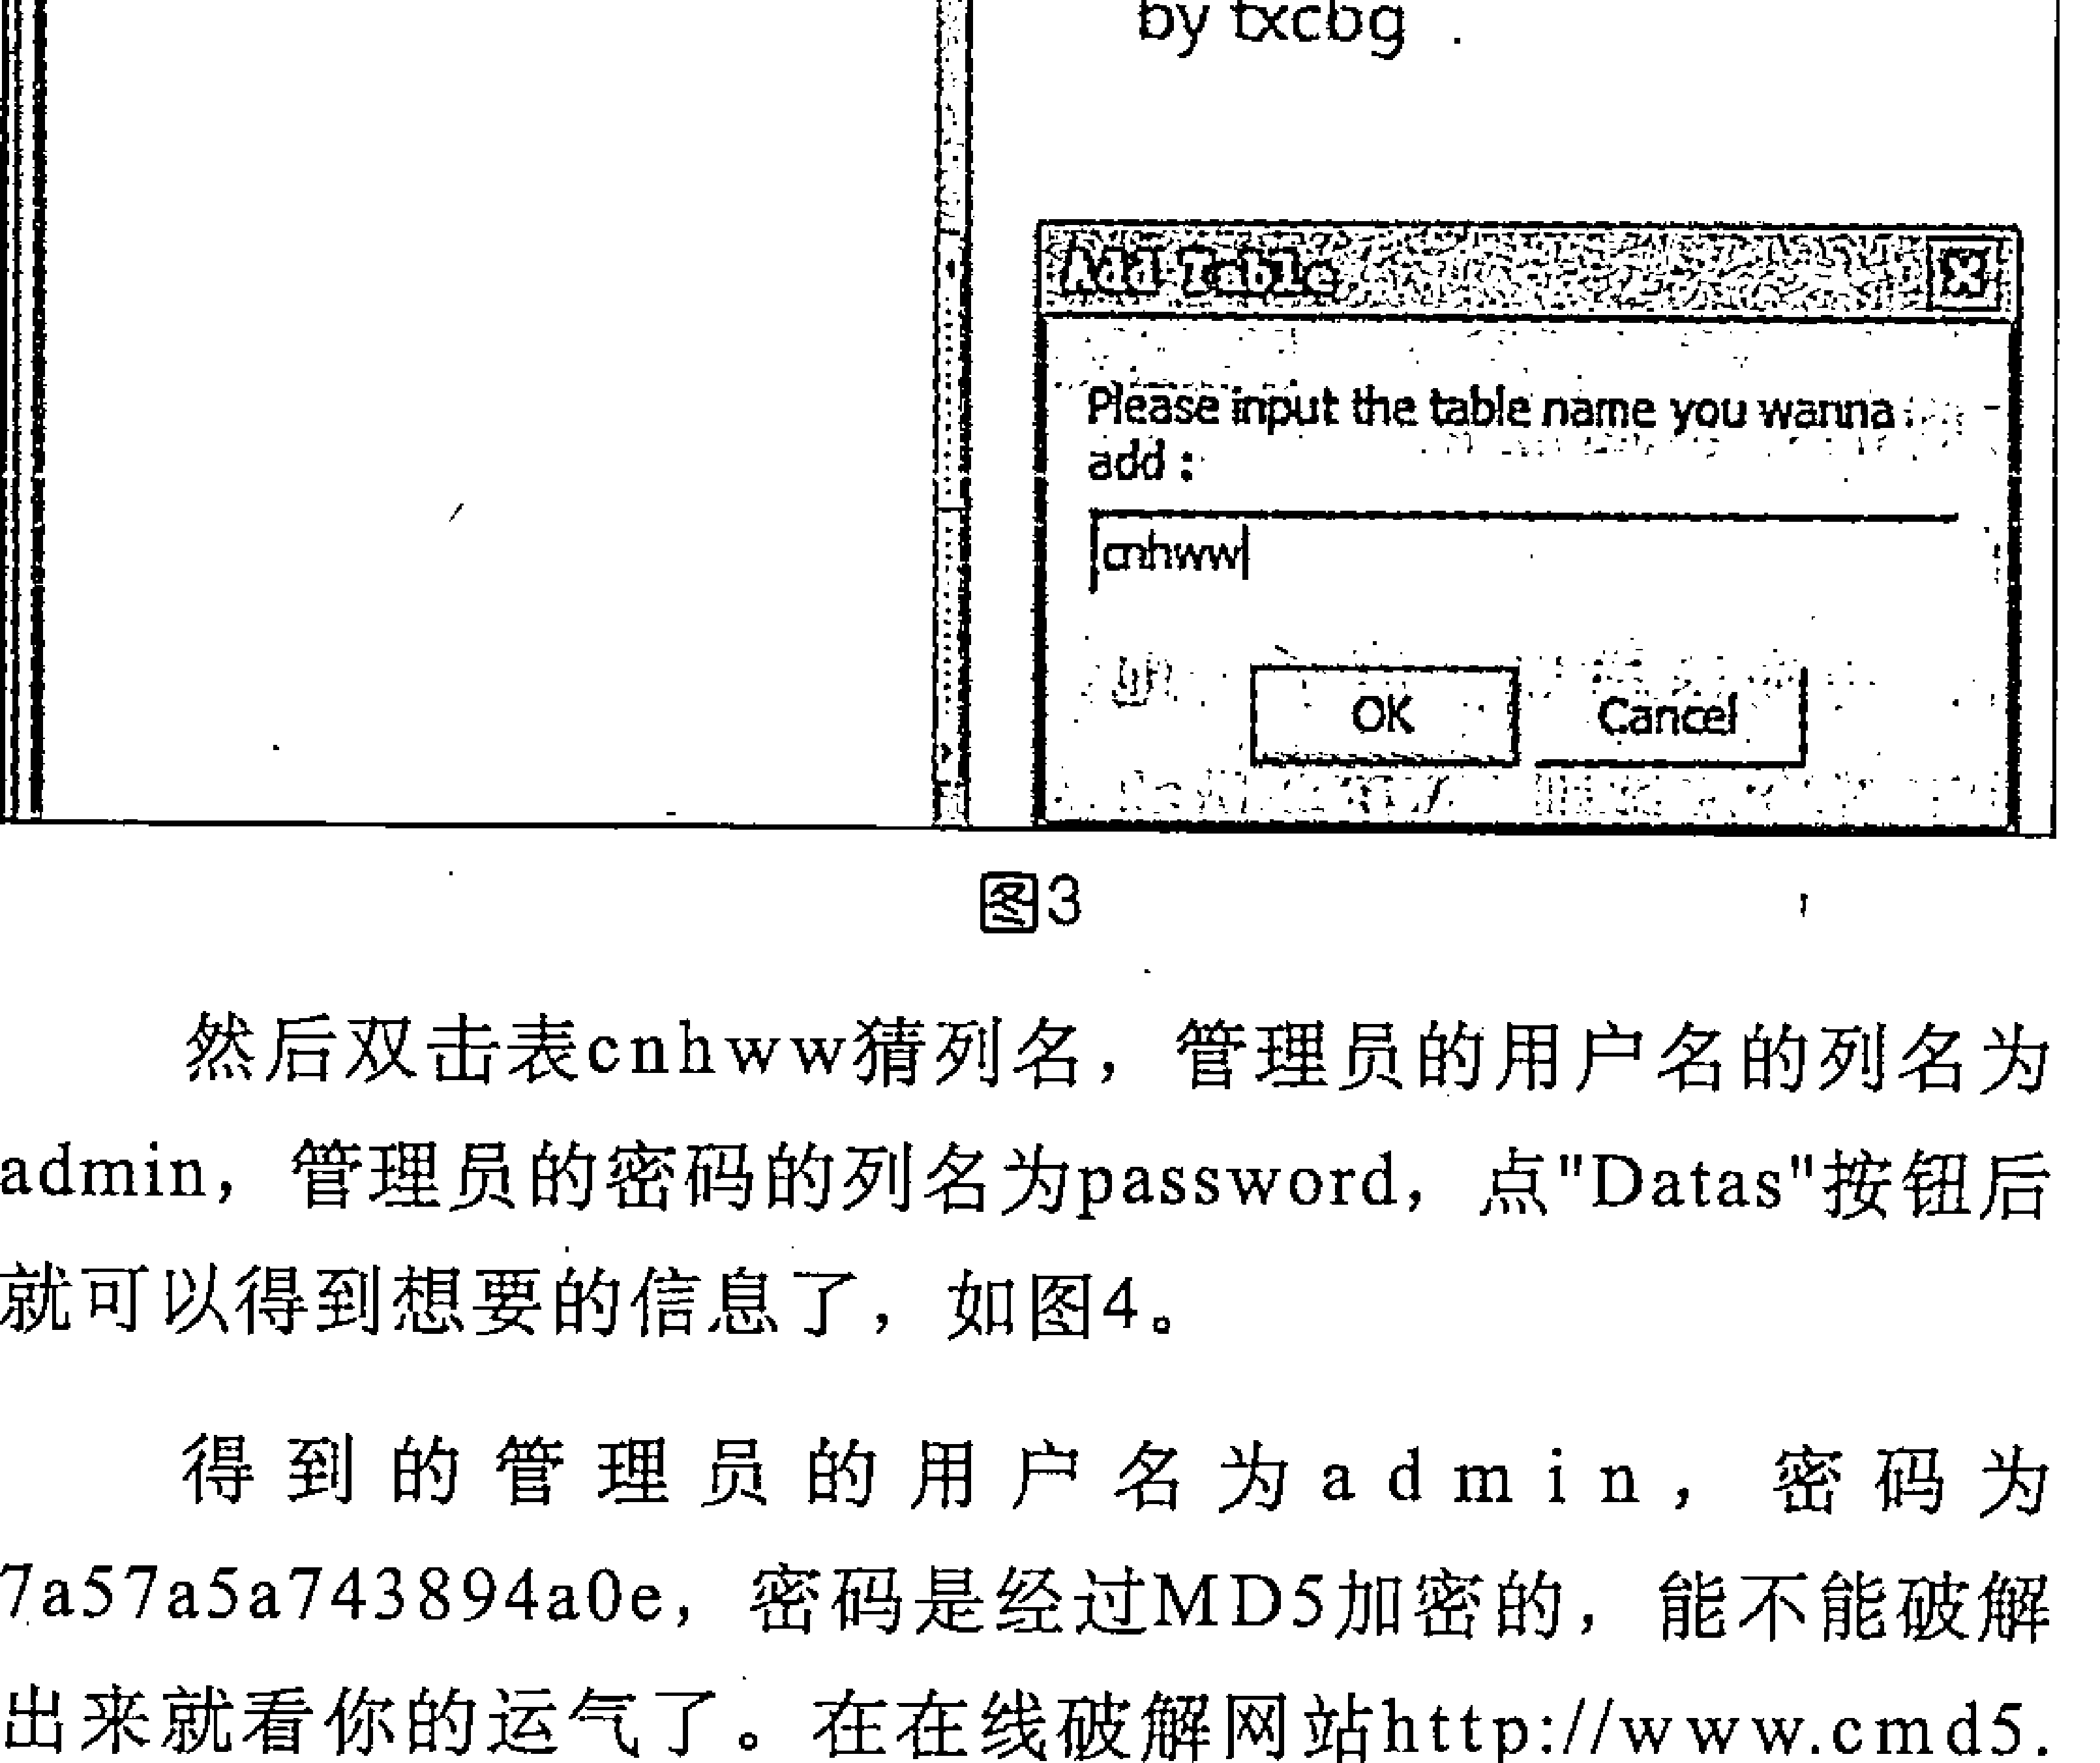 by txcbg
Add Table
Please input the table name you wanna
add :
cnhww
OK
Cancel
图3
然后双击表cnhww猜列名，管理员的用户名的列名为
admin，管理员的密码的列名为password，点"Datas"按钮后
就可以得到想要的信息了，如图4。
得到的管理员的用户名为admin，密码为
7a57a5a743894a0e，密码是经过MD5加密的，能不能破解
出来就看你的运气了。在在线破解网站http://www.cmd5.